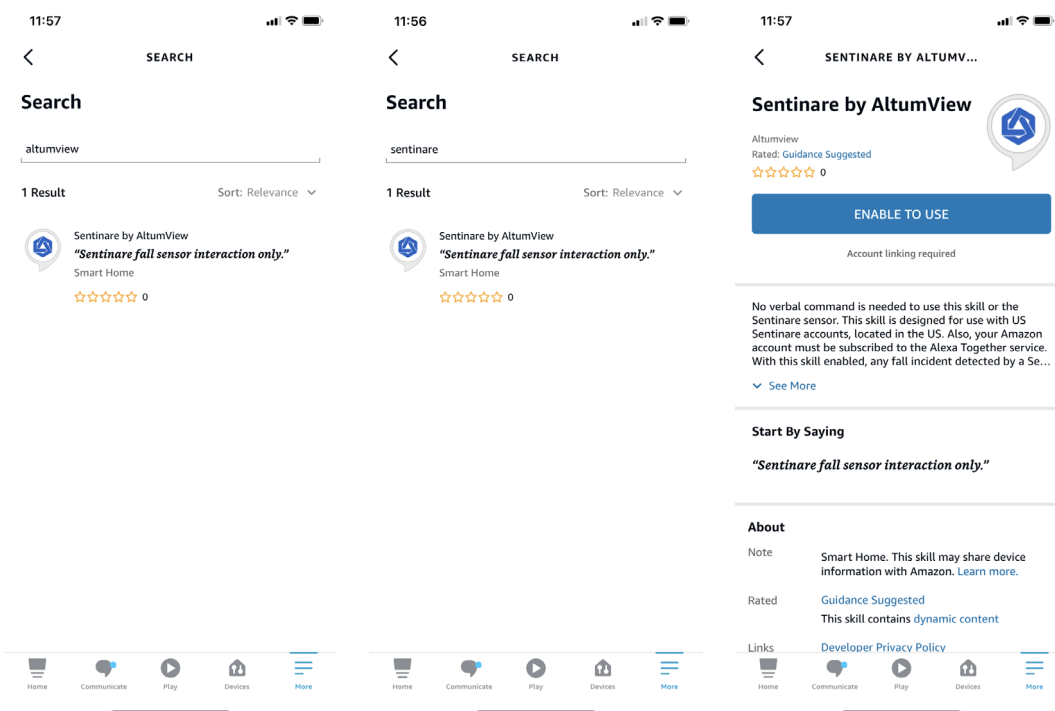 11:57
SEARCH
Search
altumview
1 Result
Sort: Relevance
Sentinare by AltumView
“Sentinare fall sensor interaction only.”
Smart Home
0
Home
Communicate
Play
Devices
More
11:56
SEARCH
Search
sentinare
1 Result
Sort: Relevance
Sentinare by AltumView
“Sentinare fall sensor interaction only.”
Smart Home
0
Home
Communicate
Play
Devices
More
11:57
SENTINARE BY ALTUMV...
Sentinare by AltumView
Altumview
Rated: Guidance Suggested
0
ENABLE TO USE
Account linking required
No verbal command is needed to use this skill or the
Sentinare sensor. This skill is designed for use with US
Sentinare accounts, located in the US. Also, your Amazon
account must be subscribed to the Alexa Together service.
With this skill enabled, any fall incident detected by a Se...
See More
Start By Saying
“Sentinare fall sensor interaction only.”
About
Note
Smart Home. This skill may share device
information with Amazon. Learn more.
Rated
Guidance Suggested
This skill contains dynamic content
Links
Developer Privacy Policy
Home
Communicate
Play
Devices
More